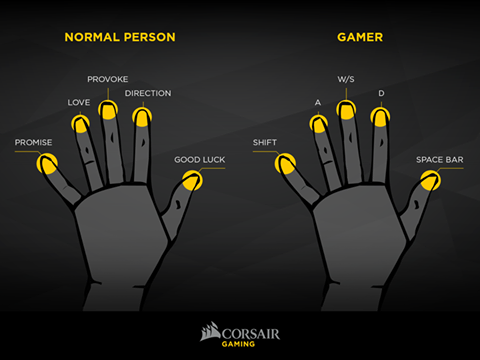 NORMAL PERSON
PROVOKE
LOVE
DIRECTION
PROMISE
GOOD LUCK
GAMER
W/S
A
D
SHIFT
SPACE BAR
CORSAIR
GAMING